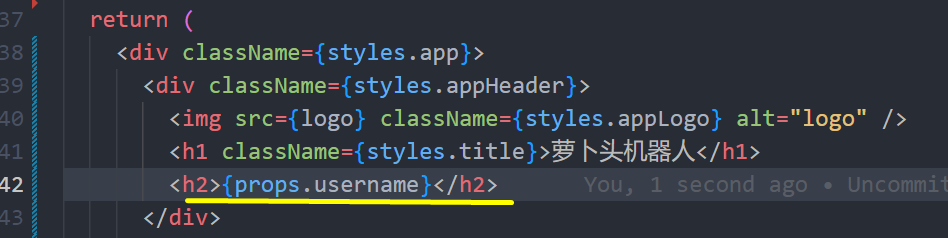 37 return (
38 <div className={styles.app}>
39 <div className={styles.appHeader}>
40 <img src={logo} className={styles.appLogo} alt="logo" />
41 <h1 className={styles.title}>萝卜头机器人</h1>
42 <h2>{props.username}</h2> You, 1 second ago • Uncommit
43 </div>